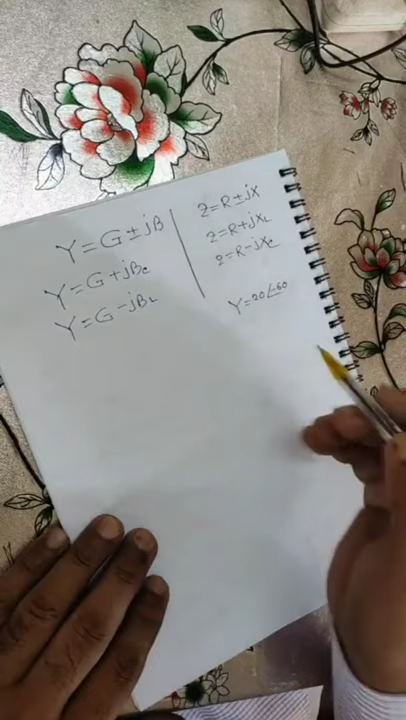 Y = G ± jB
Y = G + jBc
Y = G - jBL
Z = R ± jX
Z = R + jXL
Z = R - jXc
Y = 20∠-60